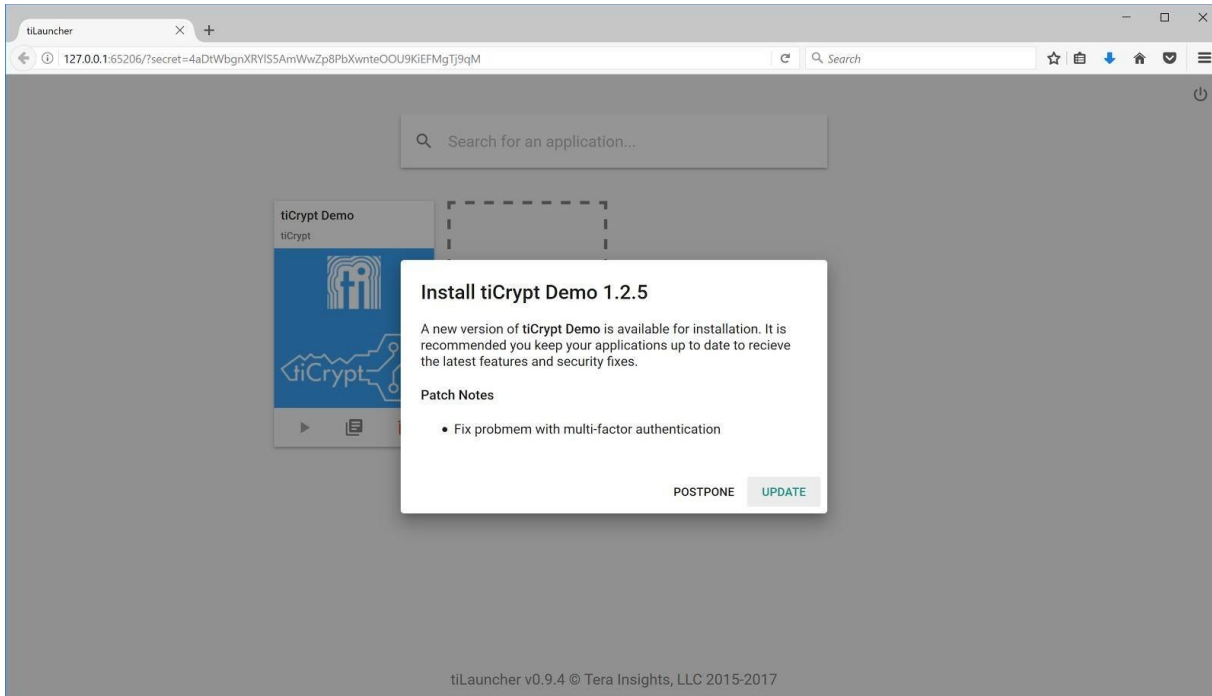 tiLauncher
127.0.0.1:65206/?secret=4aDtWbgnXRYlS5AmWwZp8PbXwnteOOU9KiEFMgTj9qM
Search
Search for an application...
tiCrypt Demo
tiCrypt
ti
tiCrypt
Install tiCrypt Demo 1.2.5
A new version of tiCrypt Demo is available for installation. It is
recommended you keep your applications up to date to recieve
the latest features and security fixes.
Patch Notes
• Fix probmem with multi-factor authentication
POSTPONE UPDATE
tiLauncher v0.9.4 © Tera Insights, LLC 2015-2017